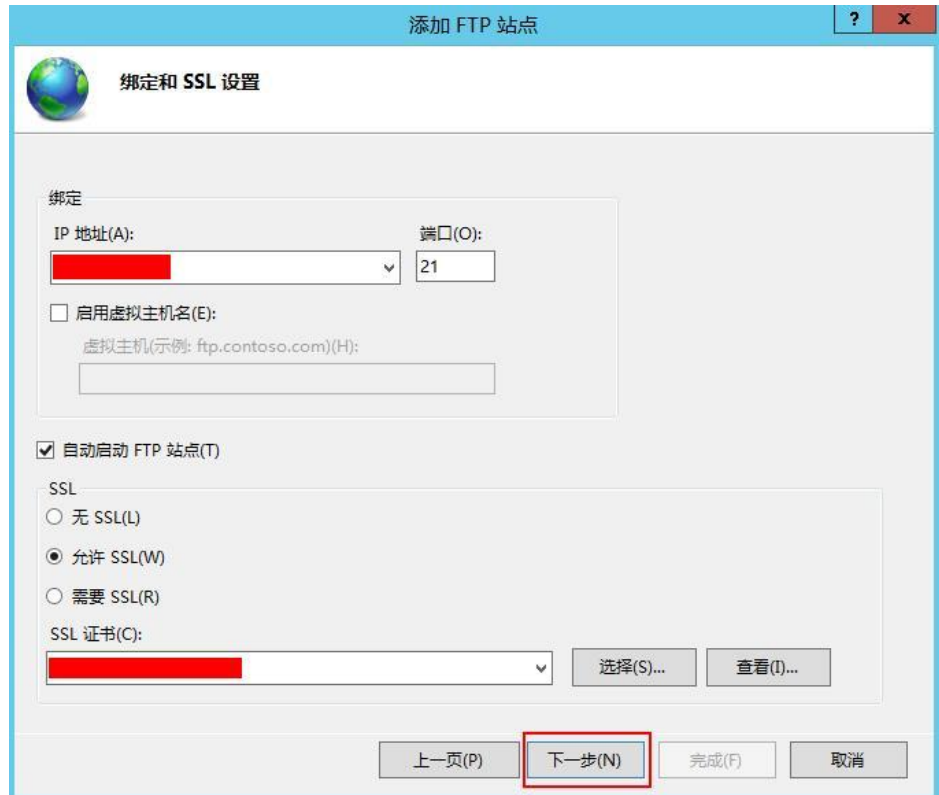 添加 FTP 站点
?
x
绑定和 SSL 设置
绑定
IP 地址(A):
端口(O):
21
启用虚拟主机名(E):
虚拟主机(示例: ftp.contoso.com)(H):
自动启动 FTP 站点(T)
SSL
无 SSL(L)
允许 SSL(W)
需要 SSL(R)
SSL 证书(C):
选择(S)...
查看(I)...
上一页(P)
下一步(N)
完成(F)
取消